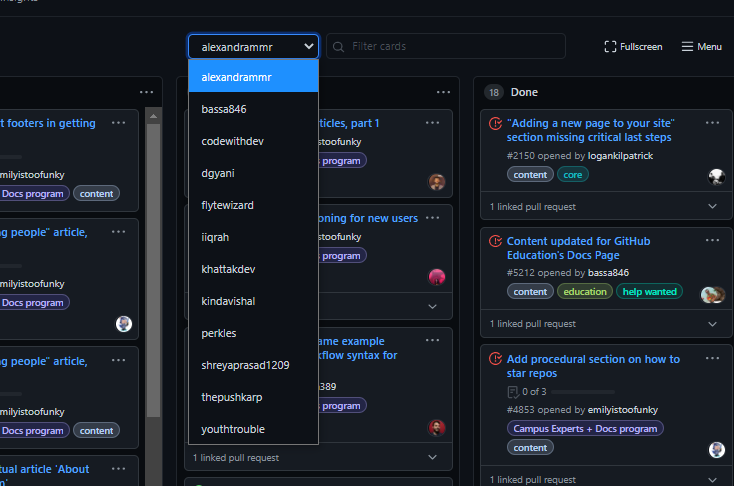 alexandrammr
Filter cards
Fullscreen
Menu
t footers in getting
emilyistoofunky
Docs program
content
ng people" article,
emilyistoofunky
Docs program
ng people" article,
emilyistoofunky
Docs program
content
tual article 'About
alexandrammr
bassa846
codewithdev
dgyani
flytewizard
iiqrah
khattakdev
kindavishal
perkles
shreyaprasad1209
thepushkarp
youthtrouble
ticles, part 1
istoofunky
s program
oning for new users
istoofunky
s program
ame example
kflow syntax for
n389
s program
1 linked pull request
18 Done
"Adding a new page to your site"
section missing critical last steps
#2150 opened by logankilpatrick
content
core
1 linked pull request
Content updated for GitHub
Education's Docs Page
#5212 opened by bassa846
content
education
help wanted
1 linked pull request
Add procedural section on how to
star repos
0 of 3
#4853 opened by emilyistoofunky
Campus Experts + Docs program
content
1 linked pull request